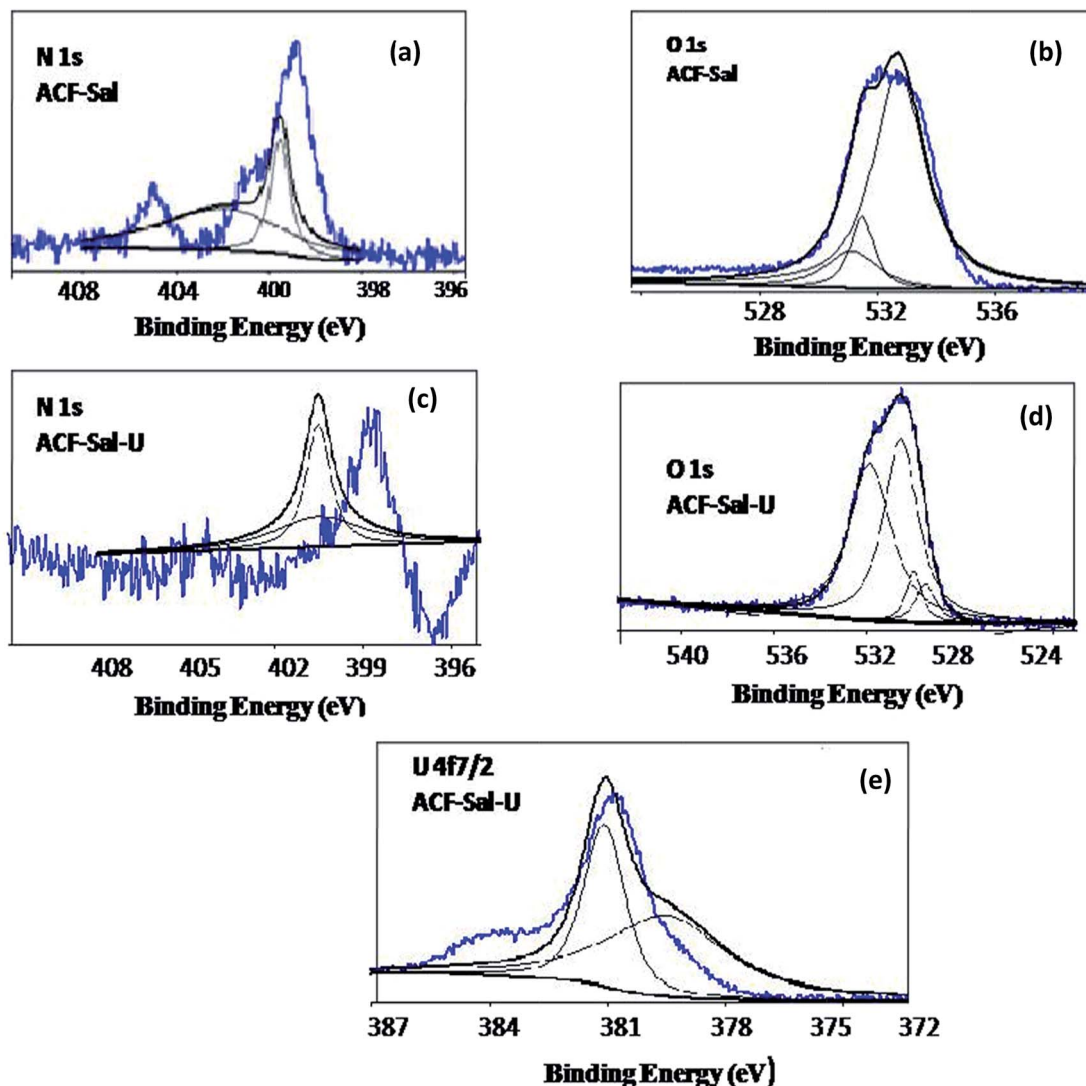 N 1s
ACF-Sal
(a)
408 404 400 398 396
Binding Energy (eV)
O 1s
ACF-Sal
(b)
528 532 536
Binding Energy (eV)
N 1s
ACF-Sal-U
(c)
408 405 402 399 396
Binding Energy (eV)
O 1s
ACF-Sal-U
(d)
540 536 532 528 524
Binding Energy (eV)
U 4f7/2
ACF-Sal-U
(e)
387 384 381 378 375 372
Binding Energy (eV)